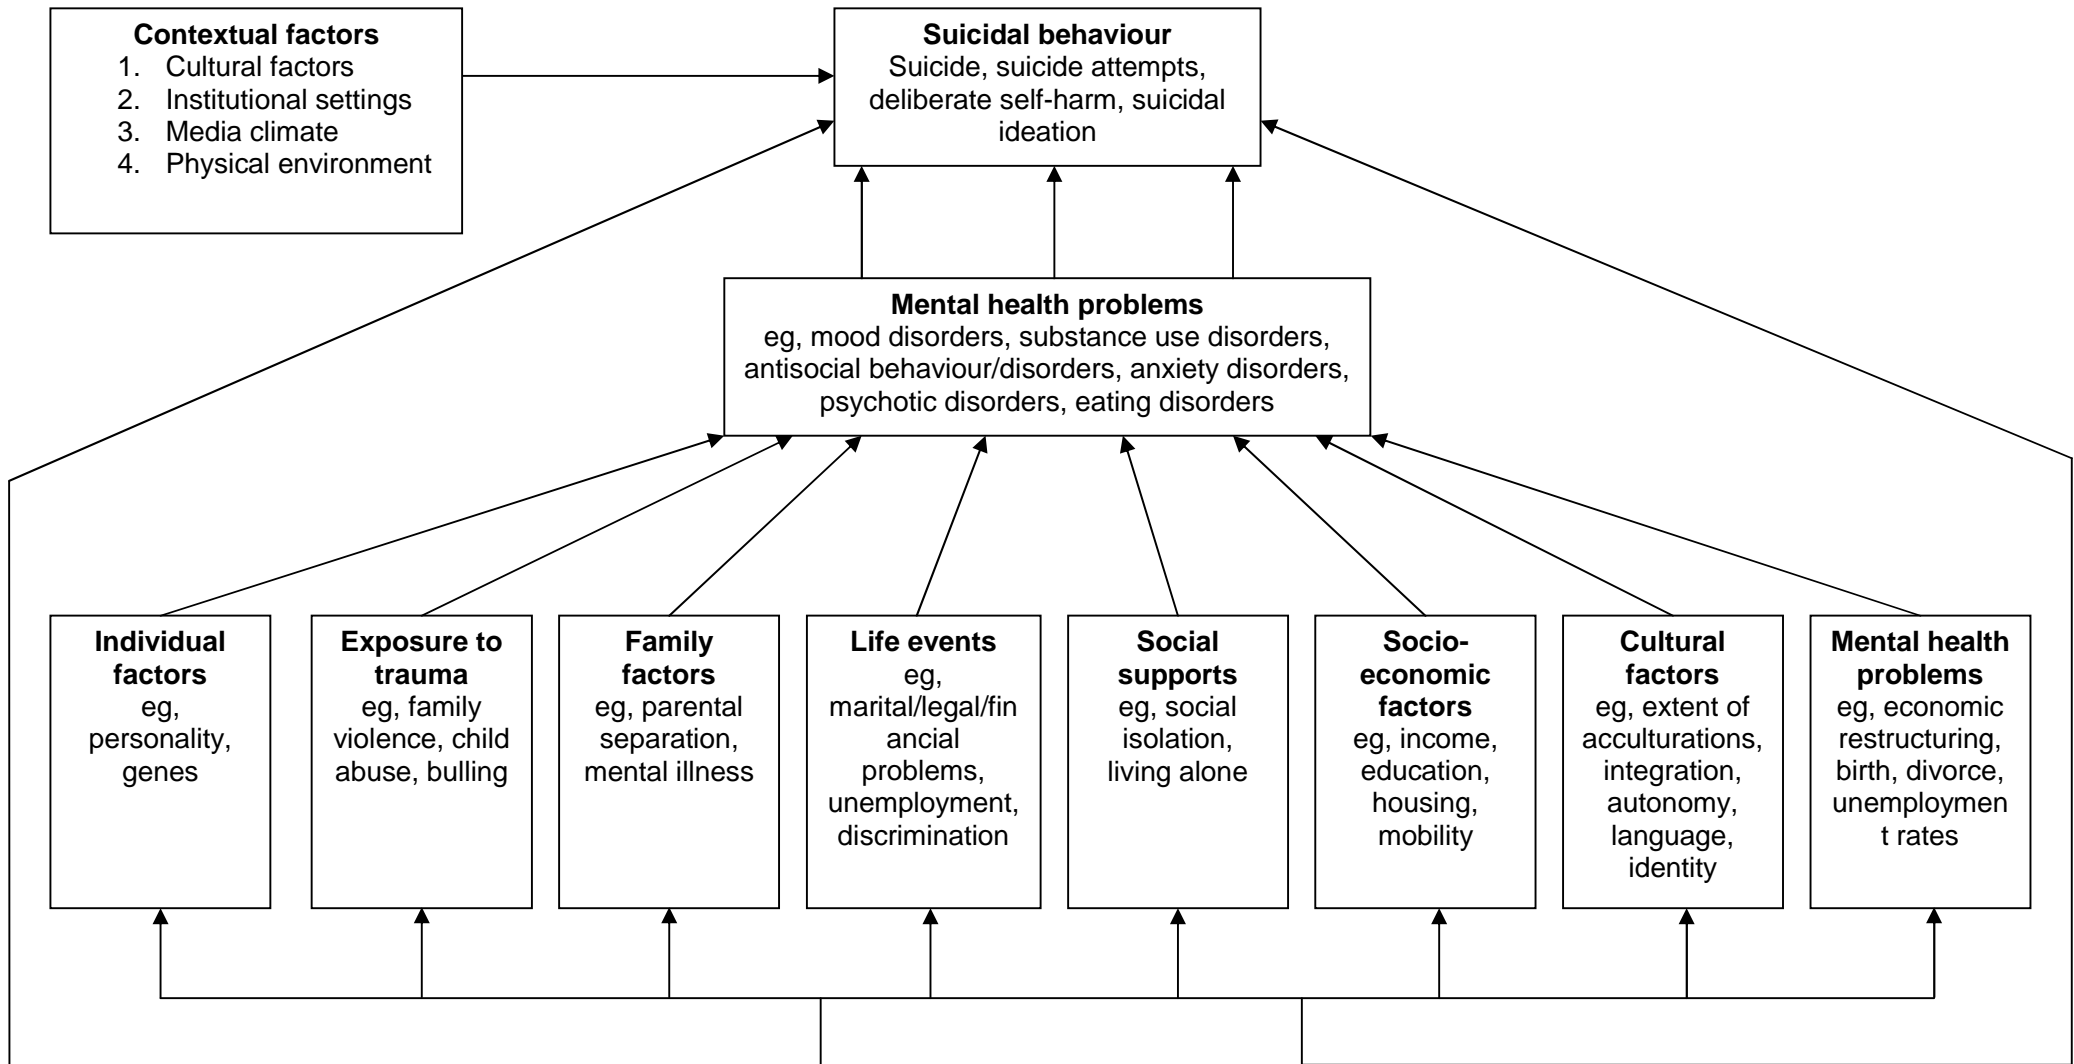 Contextual factors
1. Cultural factors
2. Institutional settings
3. Media climate
4. Physical environment
Suicidal behaviour
Suicide, suicide attempts,
deliberate self-harm, suicidal
ideation
Mental health problems
eg, mood disorders, substance use disorders,
antisocial behaviour/disorders, anxiety disorders,
psychotic disorders, eating disorders
Individual
factors
eg,
personality,
genes
Exposure to
trauma
eg, family
violence, child
abuse, bulling
Family
factors
eg, parental
separation,
mental illness
Life events
eg,
marital/legal/fin
ancial
problems,
unemployment,
discrimination
Social
supports
eg, social
isolation,
living alone
Socio-
economic
factors
eg, income,
education,
housing,
mobility
Cultural
factors
eg, extent of
acculturations,
integration,
autonomy,
language,
identity
Mental health
problems
eg, economic
restructuring,
birth, divorce,
unemploymen
t rates